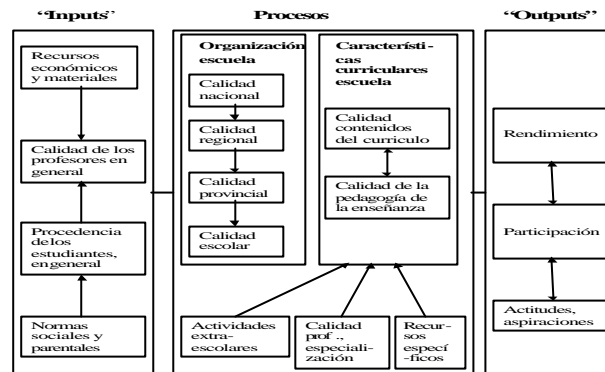 “Inputs”
Procesos
“Outputs”
Recursos
económicos
y materiales
Calidad de los
profesores en
general
Procedencia
de los
estudiantes,
en general
Normas
sociales y
parentales
Organización
escuela
Calidad
nacional
Calidad
regional
Calidad
provincial
Calidad
escolar
Característi-
cas
curriculares
escuela
Calidad
contenidos
del curriculo
Calidad de la
pedagogía de
la enseñanza
Actividades
extra-
escolares
Calidad
prof .,
especiali-
zación
Recur-
sos
especí
-ficos
Rendimiento
Participación
Actitudes,
aspiraciones